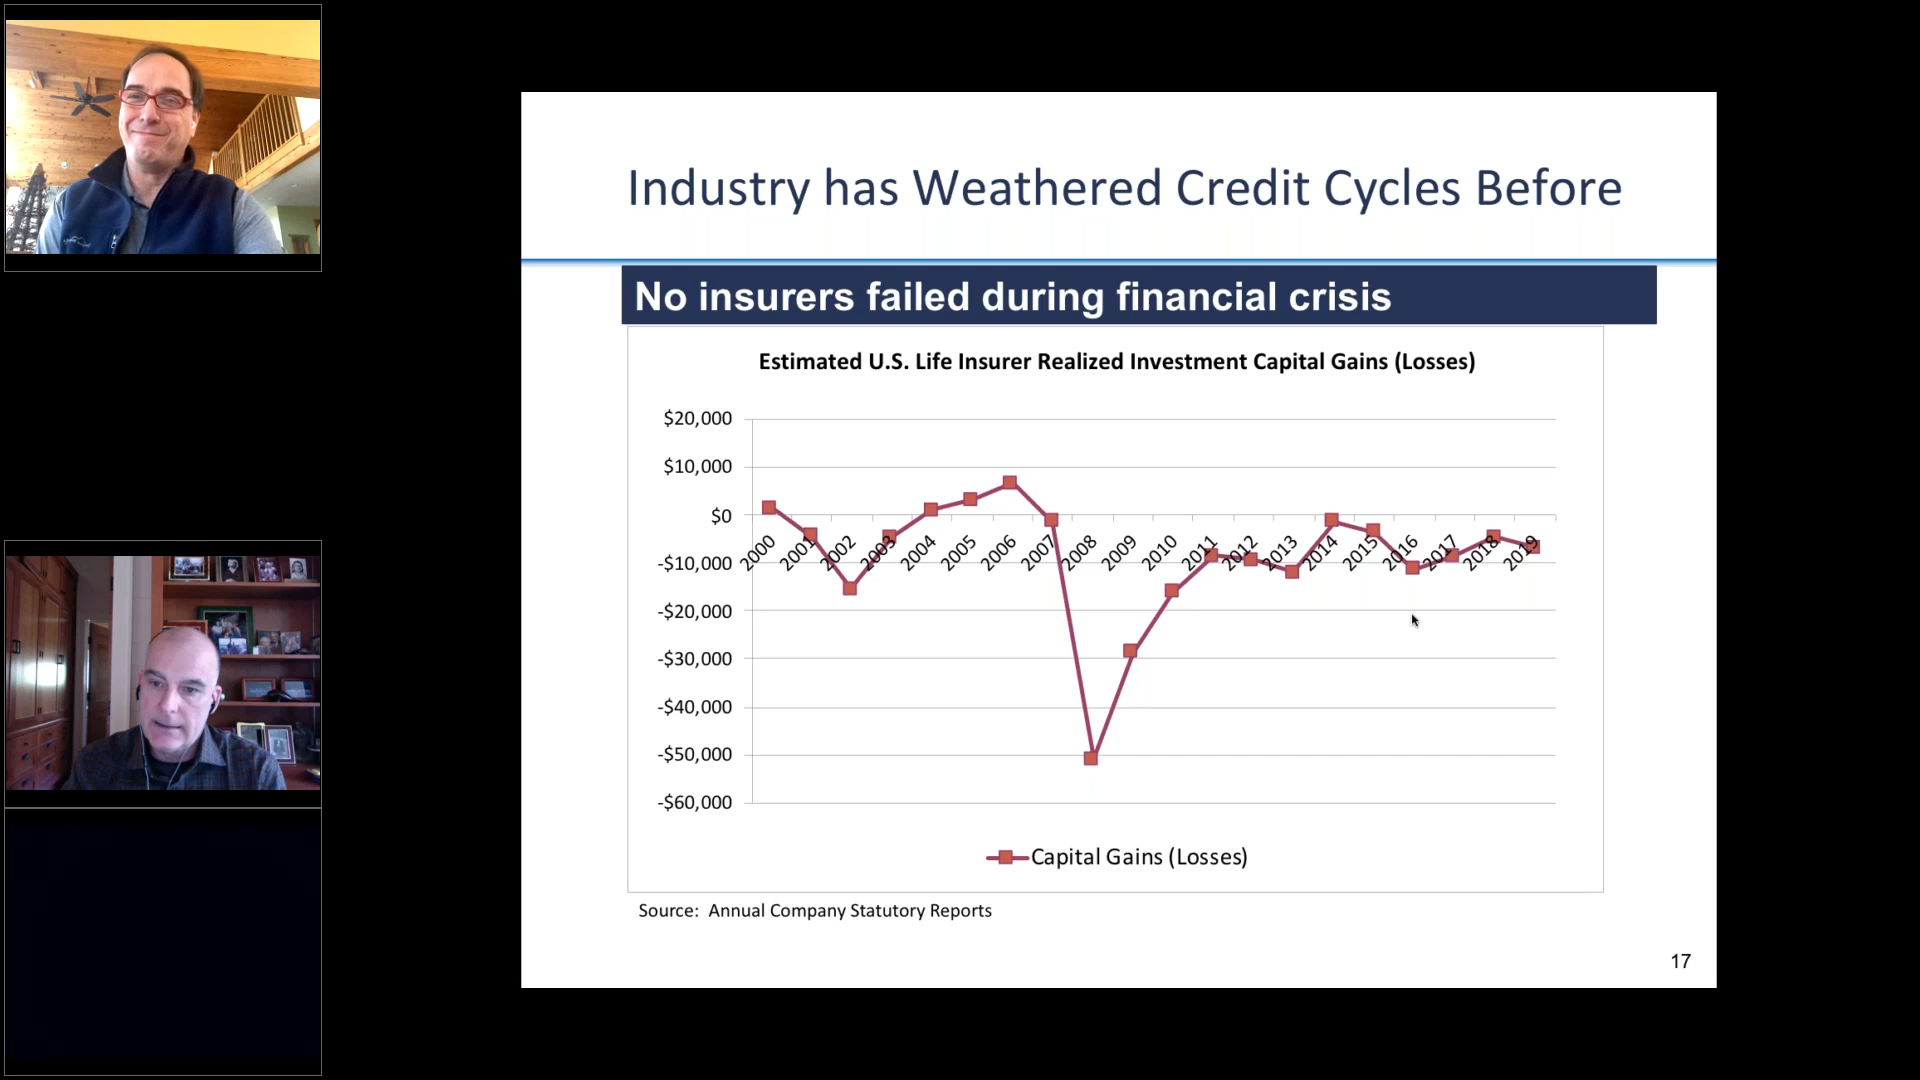 Industry has Weathered Credit Cycles Before
No insurers failed during financial crisis
Estimated U.S. Life Insurer Realized Investment Capital Gains (Losses)
$20,000
$10,000
$0
-$10,000
-$20,000
-$30,000
-$40,000
-$50,000
-$60,000
2000 2001 2002 2003 2004 2005 2006 2007 2008 2009 2010 2011 2012 2013 2014 2015 2016 2017 2018 2019
Capital Gains (Losses)
Source: Annual Company Statutory Reports
17